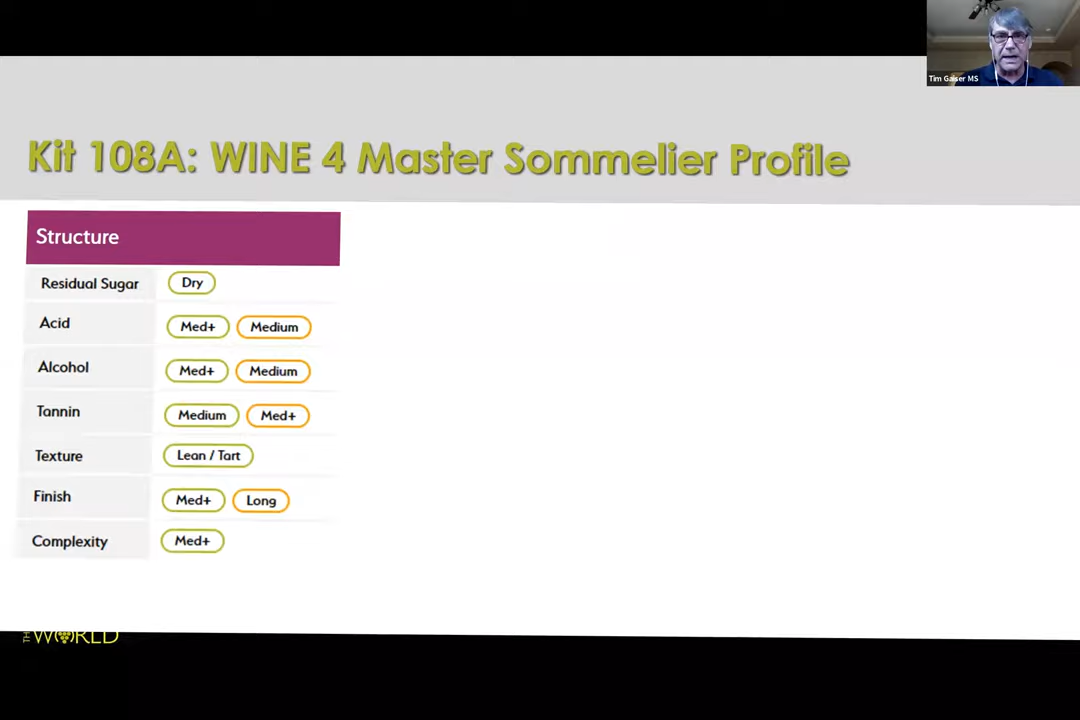 Tim Gaiser MS
Kit 108A: WINE 4 Master Sommelier Profile
Structure
Residual Sugar Dry
Acid Med+ Medium
Alcohol Med+ Medium
Tannin Medium Med+
Texture Lean / Tart
Finish Med+ Long
Complexity Med+
TH WORLD